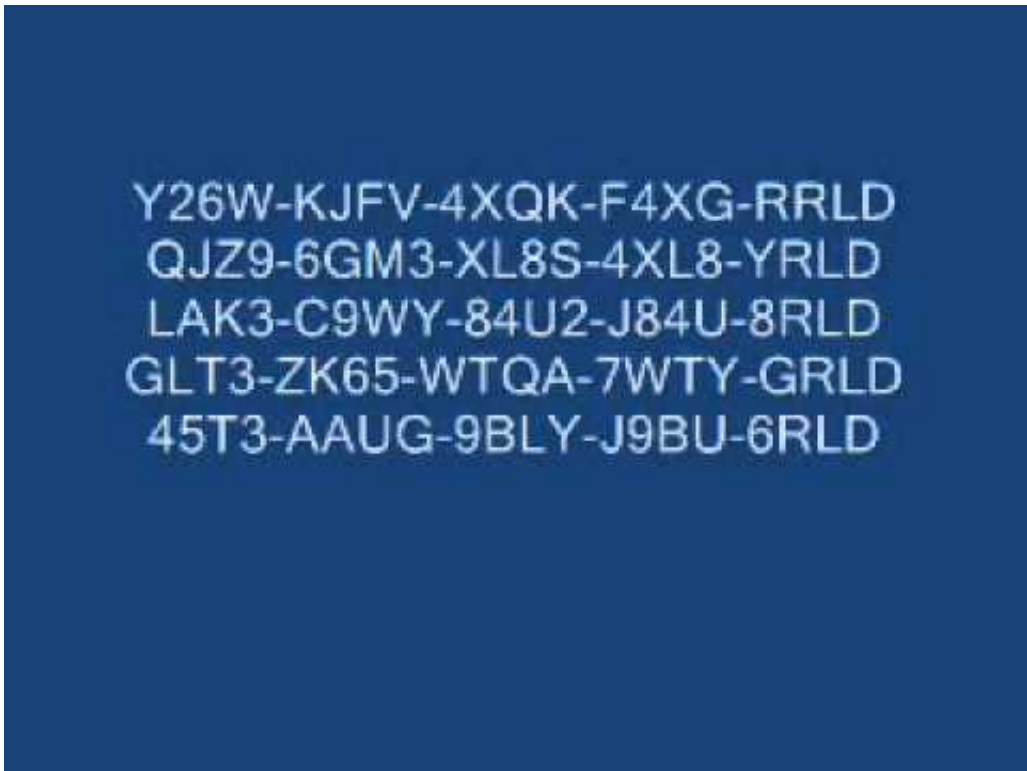 Y26W-KJFV-4XQK-F4XG-RRLD
QJZ9-6GM3-XL8S-4XL8-YRLD
LAK3-C9WY-84U2-J84U-8RLD
GLT3-ZK65-WTQA-7WTY-GRLD
45T3-AAUG-9BLY-J9BU-6RLD